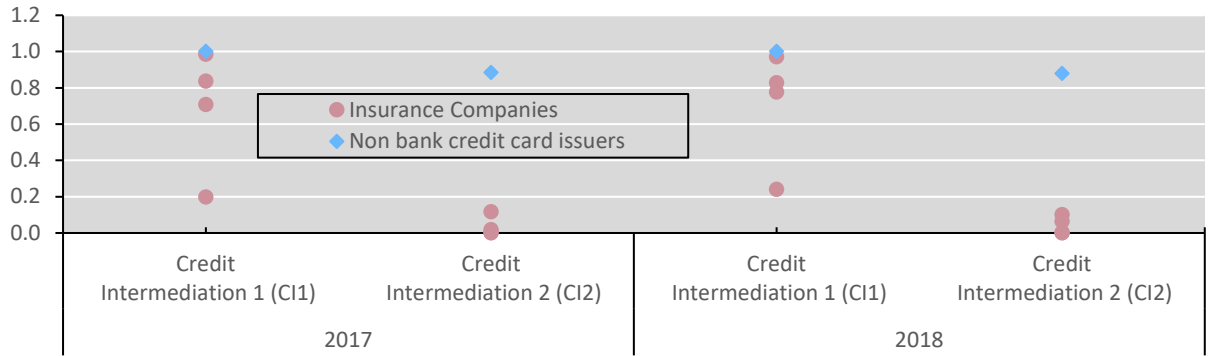 1.2
1.0
0.8
0.6
0.4
0.2
0.0
Insurance Companies
Non bank credit card issuers
Credit
Intermediation 1 (CI1)
Credit
Intermediation 2 (CI2)
Credit
Intermediation 1 (CI1)
Credit
Intermediation 2 (CI2)
2017
2018